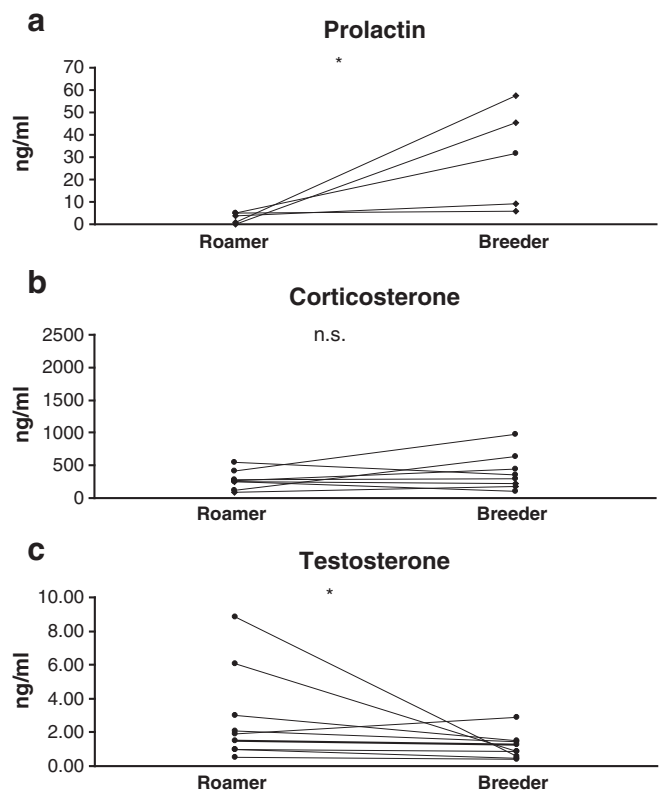 a
Prolactin
*
70
60
50
40
30
20
10
0
ng/ml
Roamer Breeder
b
Corticosterone
n.s.
2500
2000
1500
1000
500
0
ng/ml
Roamer Breeder
c
Testosterone
*
10.00
8.00
6.00
4.00
2.00
0.00
ng/ml
Roamer Breeder